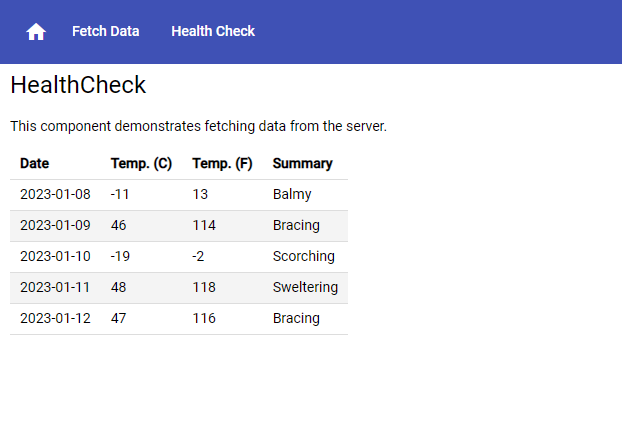 Fetch Data Health Check
HealthCheck
This component demonstrates fetching data from the server.
Date Temp. (C) Temp. (F) Summary
2023-01-08 -11 13 Balmy
2023-01-09 46 114 Bracing
2023-01-10 -19 -2 Scorching
2023-01-11 48 118 Sweltering
2023-01-12 47 116 Bracing